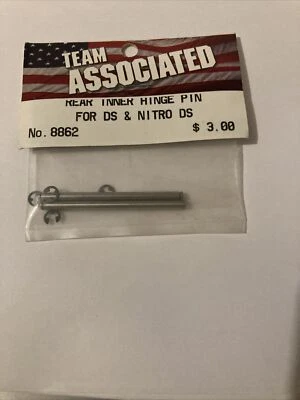 TEAM
ASSOCIATED
REAR INNER HINGE PIN
FOR DS & NITRO DS
No. 8862
$ 3.00